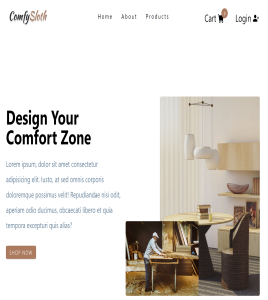 ComfySloth
Home About Products
Cart 0 Login
Design Your
Comfort Zone
Lorem ipsum, dolor sit amet consectetur
adipisicing elit. Iusto, at sed omnis corporis
doloremque possimus velit! Repudiandae nisi odit,
aperiam odio ducimus, obcaecati libero et quia
tempora excepturi quis alias?
SHOP NOW